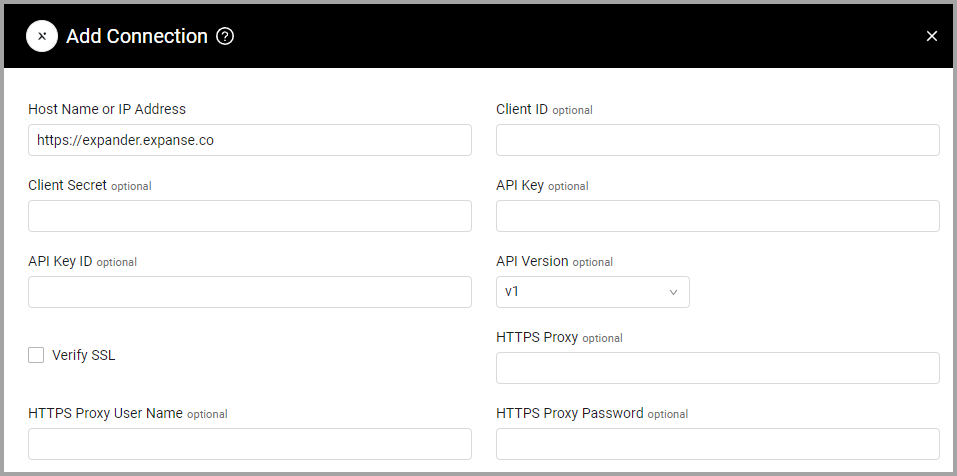 Add Connection ?
Host Name or IP Address
https://expander.expanse.co
Client ID optional
Client Secret optional
API Key optional
API Key ID optional
API Version optional
v1
Verify SSL
HTTPS Proxy optional
HTTPS Proxy User Name optional
HTTPS Proxy Password optional